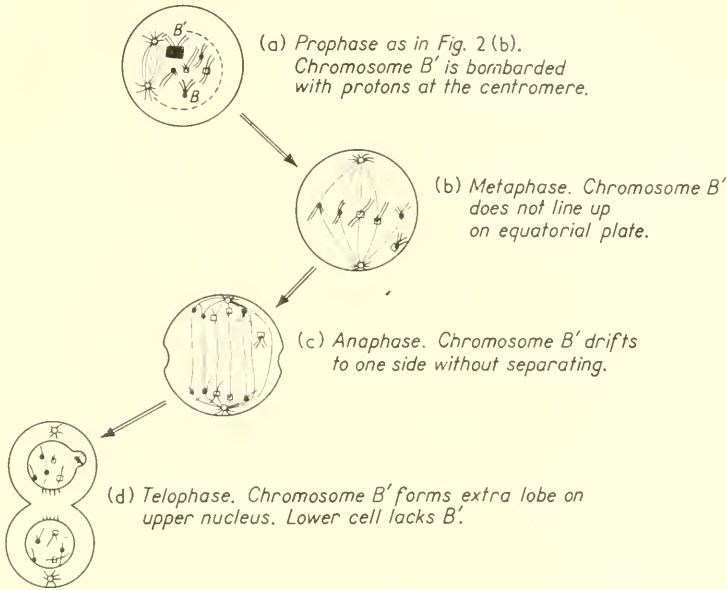 B'
B
(a) Prophase as in Fig. 2 (b).
Chromosome B' is bombarded
with protons at the centromere.
(b) Metaphase. Chromosome B'
does not line up
on equatorial plate.
(c) Anaphase. Chromosome B' drifts
to one side without separating.
(d) Telophase. Chromosome B' forms extra lobe on
upper nucleus. Lower cell lacks B'.